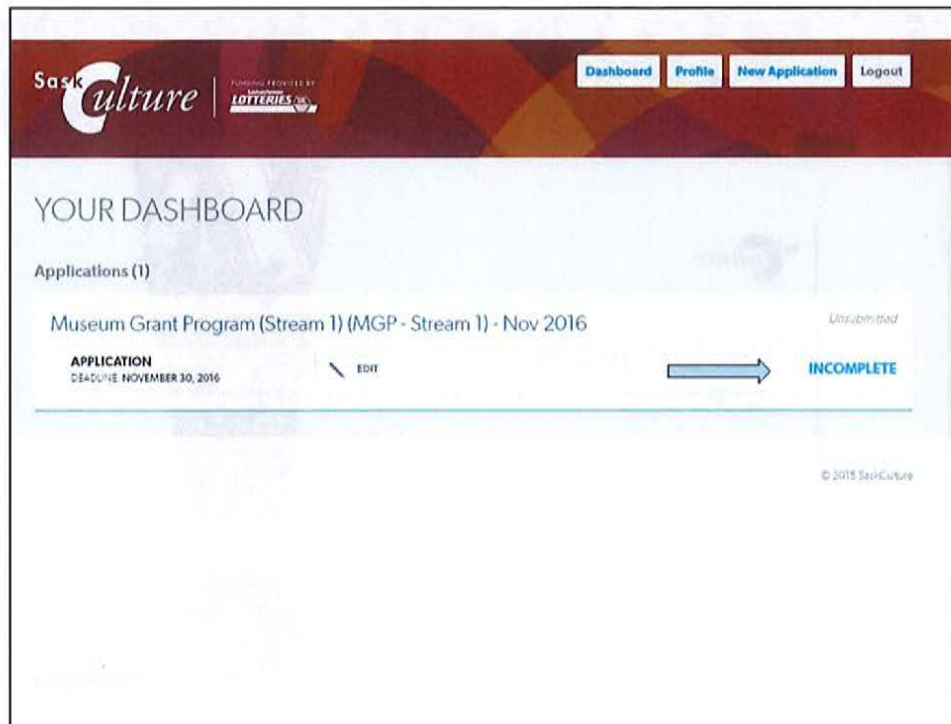 SaskCulture
FUNDING PROVIDED BY
Saskatchewan
LOTTERIES
Dashboard Profile New Application Logout
YOUR DASHBOARD
Applications (1)
Museum Grant Program (Stream 1) (MGP - Stream 1) - Nov 2016
Unsubmitted
APPLICATION
DEADLINE: NOVEMBER 30, 2016
EDIT
INCOMPLETE
© 2015 SaskCulture